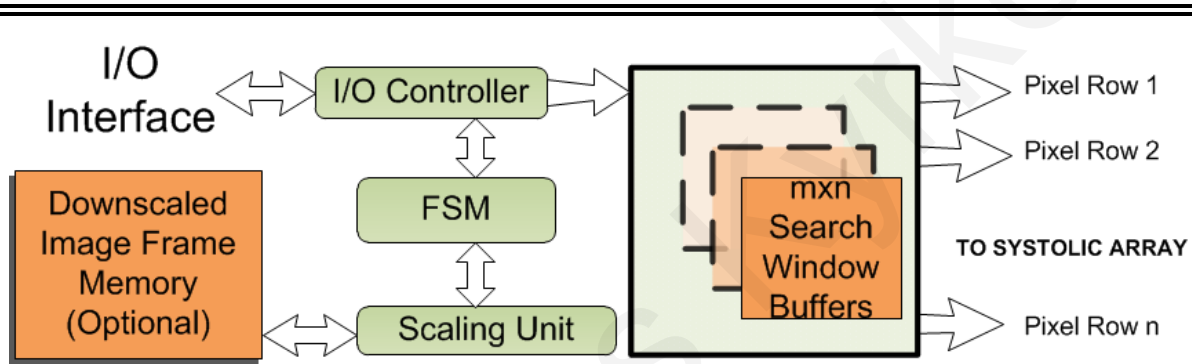 I/O
Interface
I/O Controller
FSM
Scaling Unit
Downscaled
Image Frame
Memory
(Optional)
mxn
Search
Window
Buffers
Pixel Row 1
Pixel Row 2
TO SYSTOLIC ARRAY
Pixel Row n